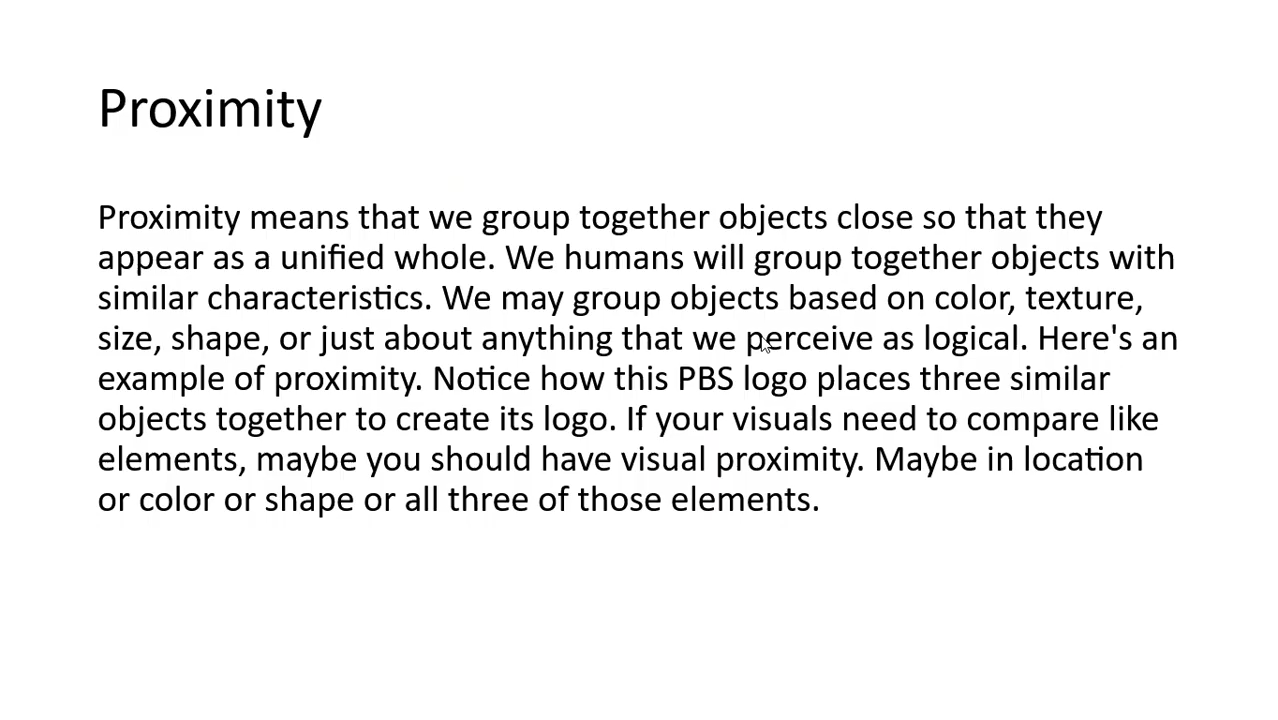 Proximity
Proximity means that we group together objects close so that they
appear as a unified whole. We humans will group together objects with
similar characteristics. We may group objects based on color, texture,
size, shape, or just about anything that we perceive as logical. Here's an
example of proximity. Notice how this PBS logo places three similar
objects together to create its logo. If your visuals need to compare like
elements, maybe you should have visual proximity. Maybe in location
or color or shape or all three of those elements.